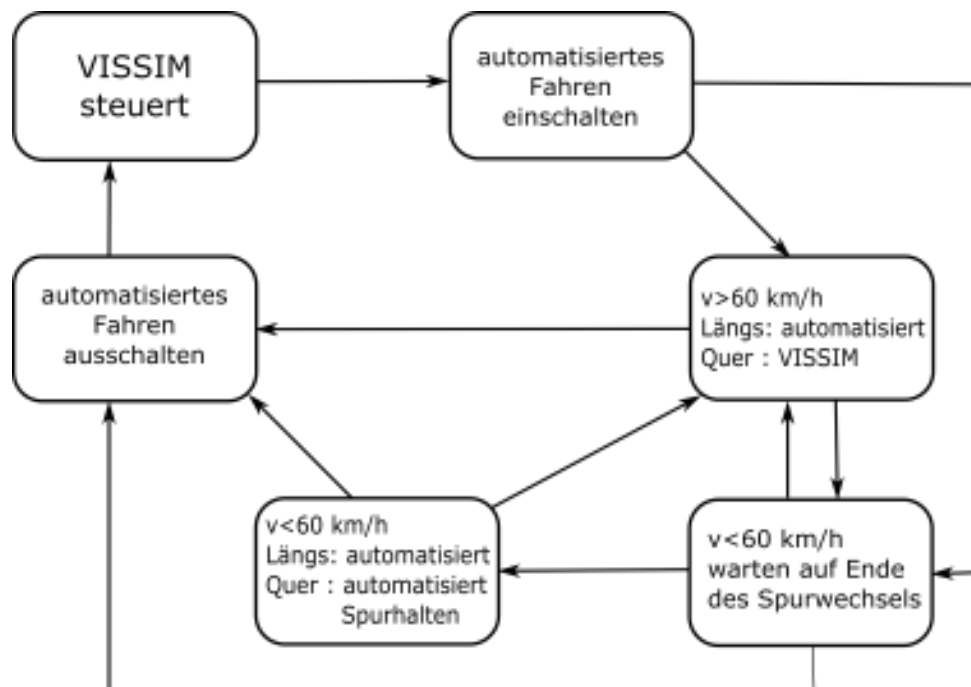 VISSIM
steuert
automatisiertes
Fahren
einschalten
automatisiertes
Fahren
ausschalten
v>60 km/h
Längs: automatisiert
Quer : VISSIM
v<60 km/h
Längs: automatisiert
Quer : automatisiert
Spurhalten
v<60 km/h
warten auf Ende
des Spurwechsels